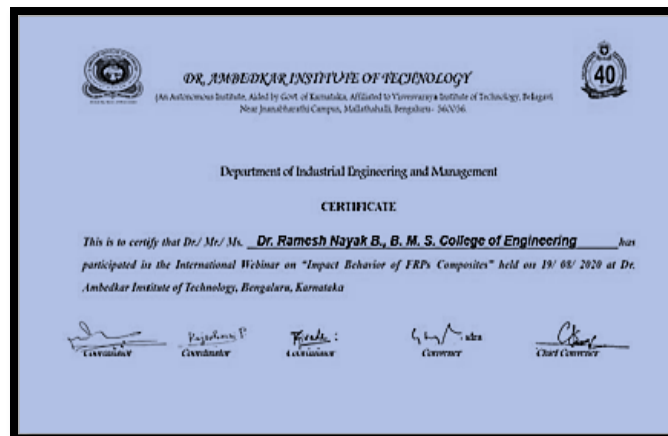 DR. AMBEDKAR INSTITUTE OF TECHNOLOGY
(An Autonomous Institute, Aided by Govt. of Karnataka, Affiliated to Visvesvaraya Institute of Technology, Belagavi
Near Jnanabharathi Campus, Mallathahalli, Bengaluru- 560056.
40
Department of Industrial Engineering and Management
CERTIFICATE
This is to certify that Dr./ Mr./ Ms. Dr. Ramesh Nayak B., B. M. S. College of Engineering has
participated in the International Webinar on "Impact Behavior of FRPs Composites" held on 19/ 08/ 2020 at Dr.
Ambedkar Institute of Technology, Bengaluru, Karnataka
Coordinator Coordinator Coordinator Convener Chief Convener